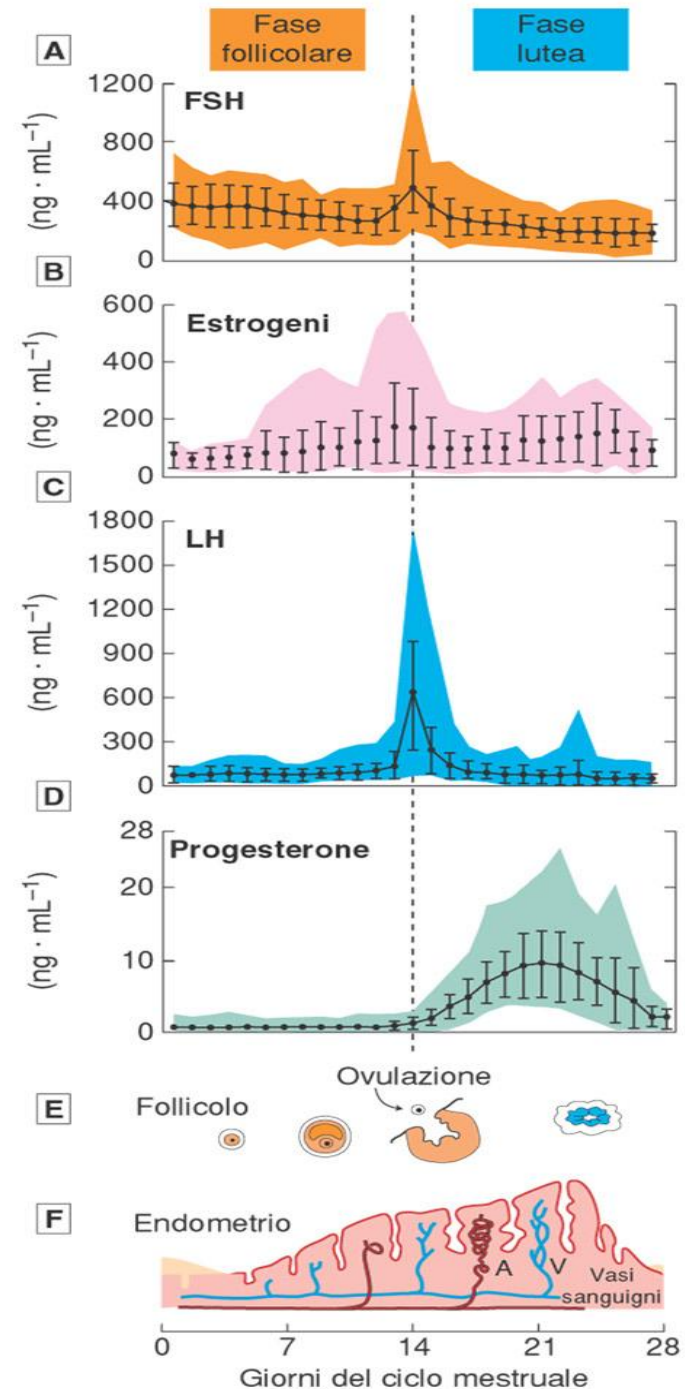 Fase
follicolare
Fase
lutea
A
FSH
(ng · mL⁻¹)
1200
800
400
0
B
Estrogeni
(ng · mL⁻¹)
600
400
200
0
C
LH
(ng · mL⁻¹)
1800
1500
1200
900
600
300
0
D
Progesterone
(ng · mL⁻¹)
28
20
10
0
E
Follicolo
Ovulazione
F
Endometrio
A
V
Vasi
sanguigni
0 7 14 21 28
Giorni del ciclo mestruale